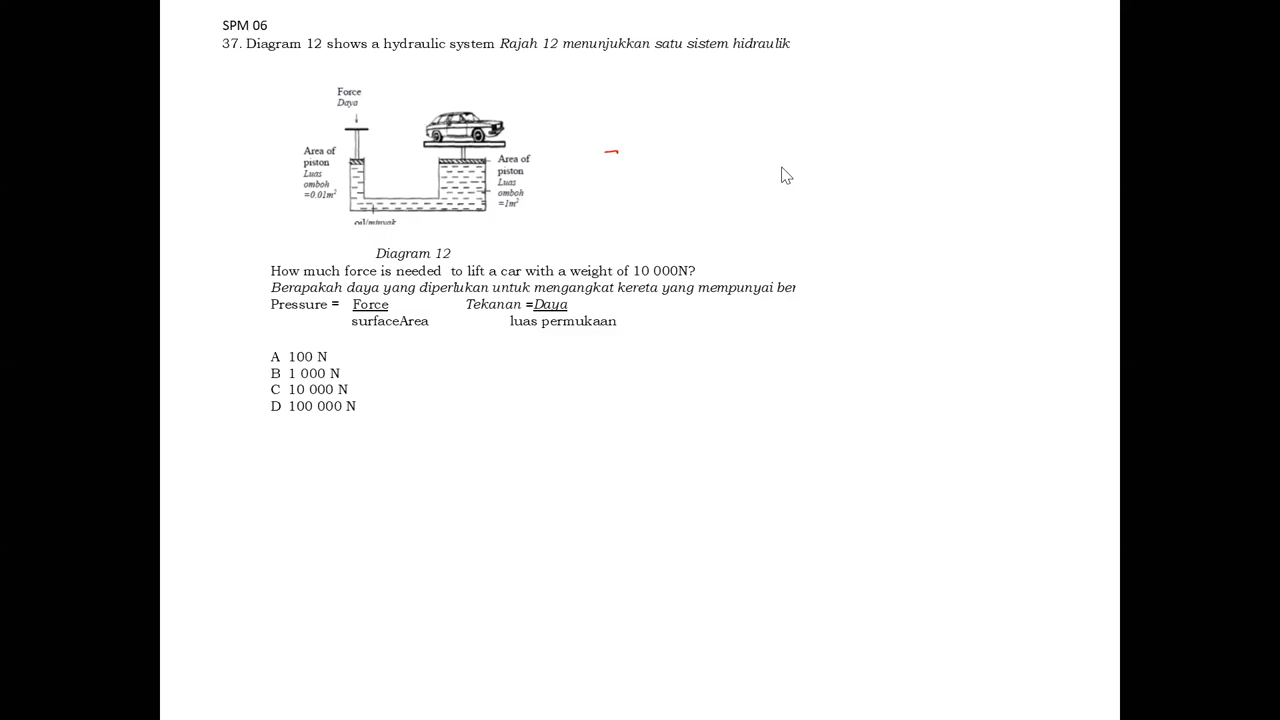 SPM 06
37. Diagram 12 shows a hydraulic system Rajah 12 menunjukkan satu sistem hidraulik
Force
Daya
Area of
piston
Luas
omboh
=0.01m²
Area of
piston
Luas
omboh
=1m²
oil/minyak
Diagram 12
How much force is needed to lift a car with a weight of 10 000N?
Berapakah daya yang diperlukan untuk mengangkat kereta yang mempunyai ber
Pressure = Force Tekanan =Daya
surfaceArea luas permukaan
A 100 N
B 1 000 N
C 10 000 N
D 100 000 N